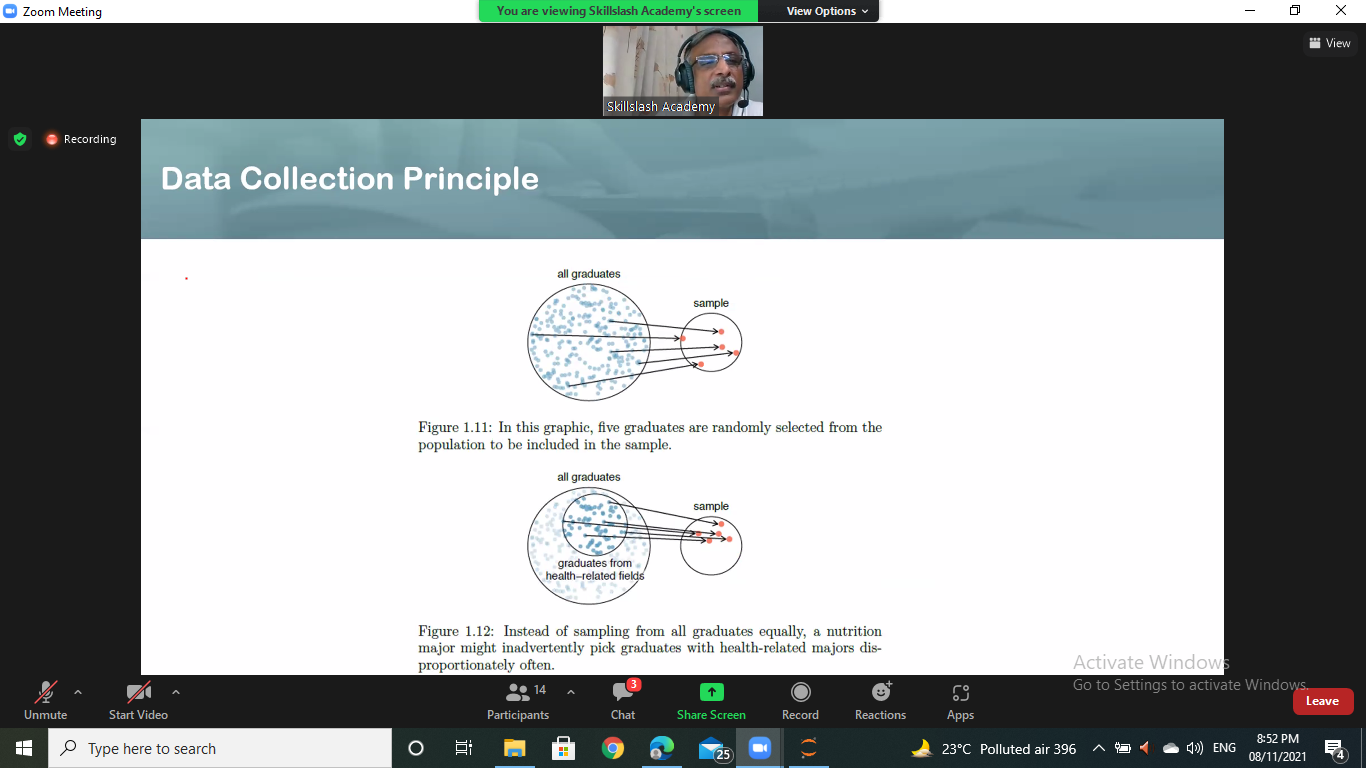 Zoom Meeting
You are viewing Skillslash Academy's screen
View Options
View
Skillslash Academy
Recording
Data Collection Principle
all graduates
sample
Figure 1.11: In this graphic, five graduates are randomly selected from the
population to be included in the sample.
all graduates
sample
graduates from
health-related fields
Figure 1.12: Instead of sampling from all graduates equally, a nutrition
major might inadvertently pick graduates with health-related majors dis-
proportionately often.
Activate Windows
Go to Settings to activate Windows.
Unmute
Start Video
14
Participants
3
Chat
Share Screen
Record
Reactions
Apps
Leave
Type here to search
25
23°C Polluted air 396
ENG
8:52 PM
08/11/2021
4